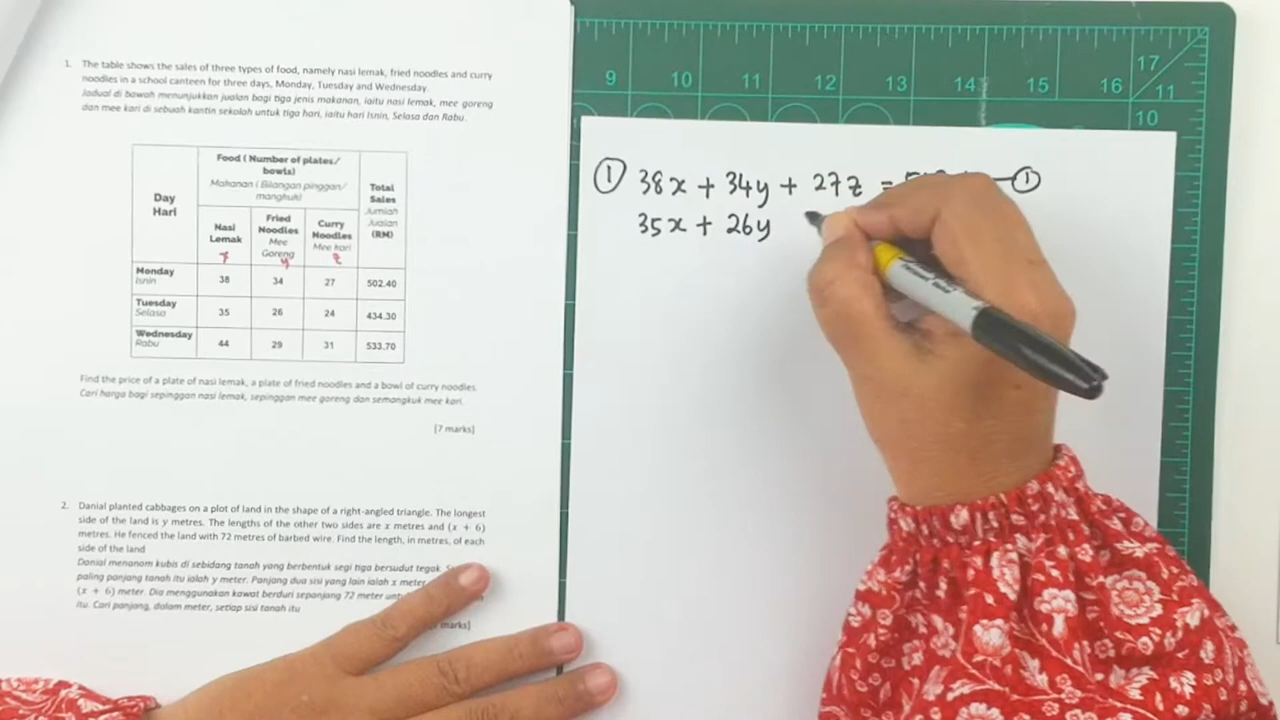 1. The table shows the sales of three types of food, namely nasi lemak, fried noodles and curry
noodles in a school canteen for three days, Monday, Tuesday and Wednesday.
Jadual di bawah menunjukkan jualan bagi tiga jenis makanan, iaitu nasi lemak, mee goreng
dan mee kari di sebuah kantin sekolah untuk tiga hari, iaitu hari Isnin, Selasa dan Rabu.
Day
Hari
Food ( Number of plates/
bowls)
Makanan ( Bilangan pinggan/
mangkuk)
Total
Sales
Jumlah
Jualan
(RM)
Nasi
Lemak
Fried
Noodles
Mee
Goreng
y
Curry
Noodles
Mee kari
z
Monday
Isnin
38 34 27 502.40
Tuesday
Selasa
35 26 24 434.30
Wednesday
Rabu
44 29 31 533.70
Find the price of a plate of nasi lemak, a plate of fried noodles and a bowl of curry noodles.
Cari harga bagi sepinggan nasi lemak, sepinggan mee goreng dan semangkuk mee kari.
[7 marks]
2. Danial planted cabbages on a plot of land in the shape of a right-angled triangle. The longest
side of the land is y metres. The lengths of the other two sides are x metres and (x + 6)
metres. He fenced the land with 72 metres of barbed wire. Find the length, in metres, of each
side of the land
Danial menanam kubis di sebidang tanah yang berbentuk segi tiga bersudut tegak.
paling panjang tanah itu ialah y meter. Panjang dua sisi yang lain ialah x meter
(x + 6) meter. Dia menggunakan kawat berduri sepanjang 72 meter
itu. Cari panjang, dalam meter, setiap sisi tanah itu
marks]
9 10 11 12 13 14 15 16 17
11
10
① 38x + 34y + 27z = — ①
35x + 26y